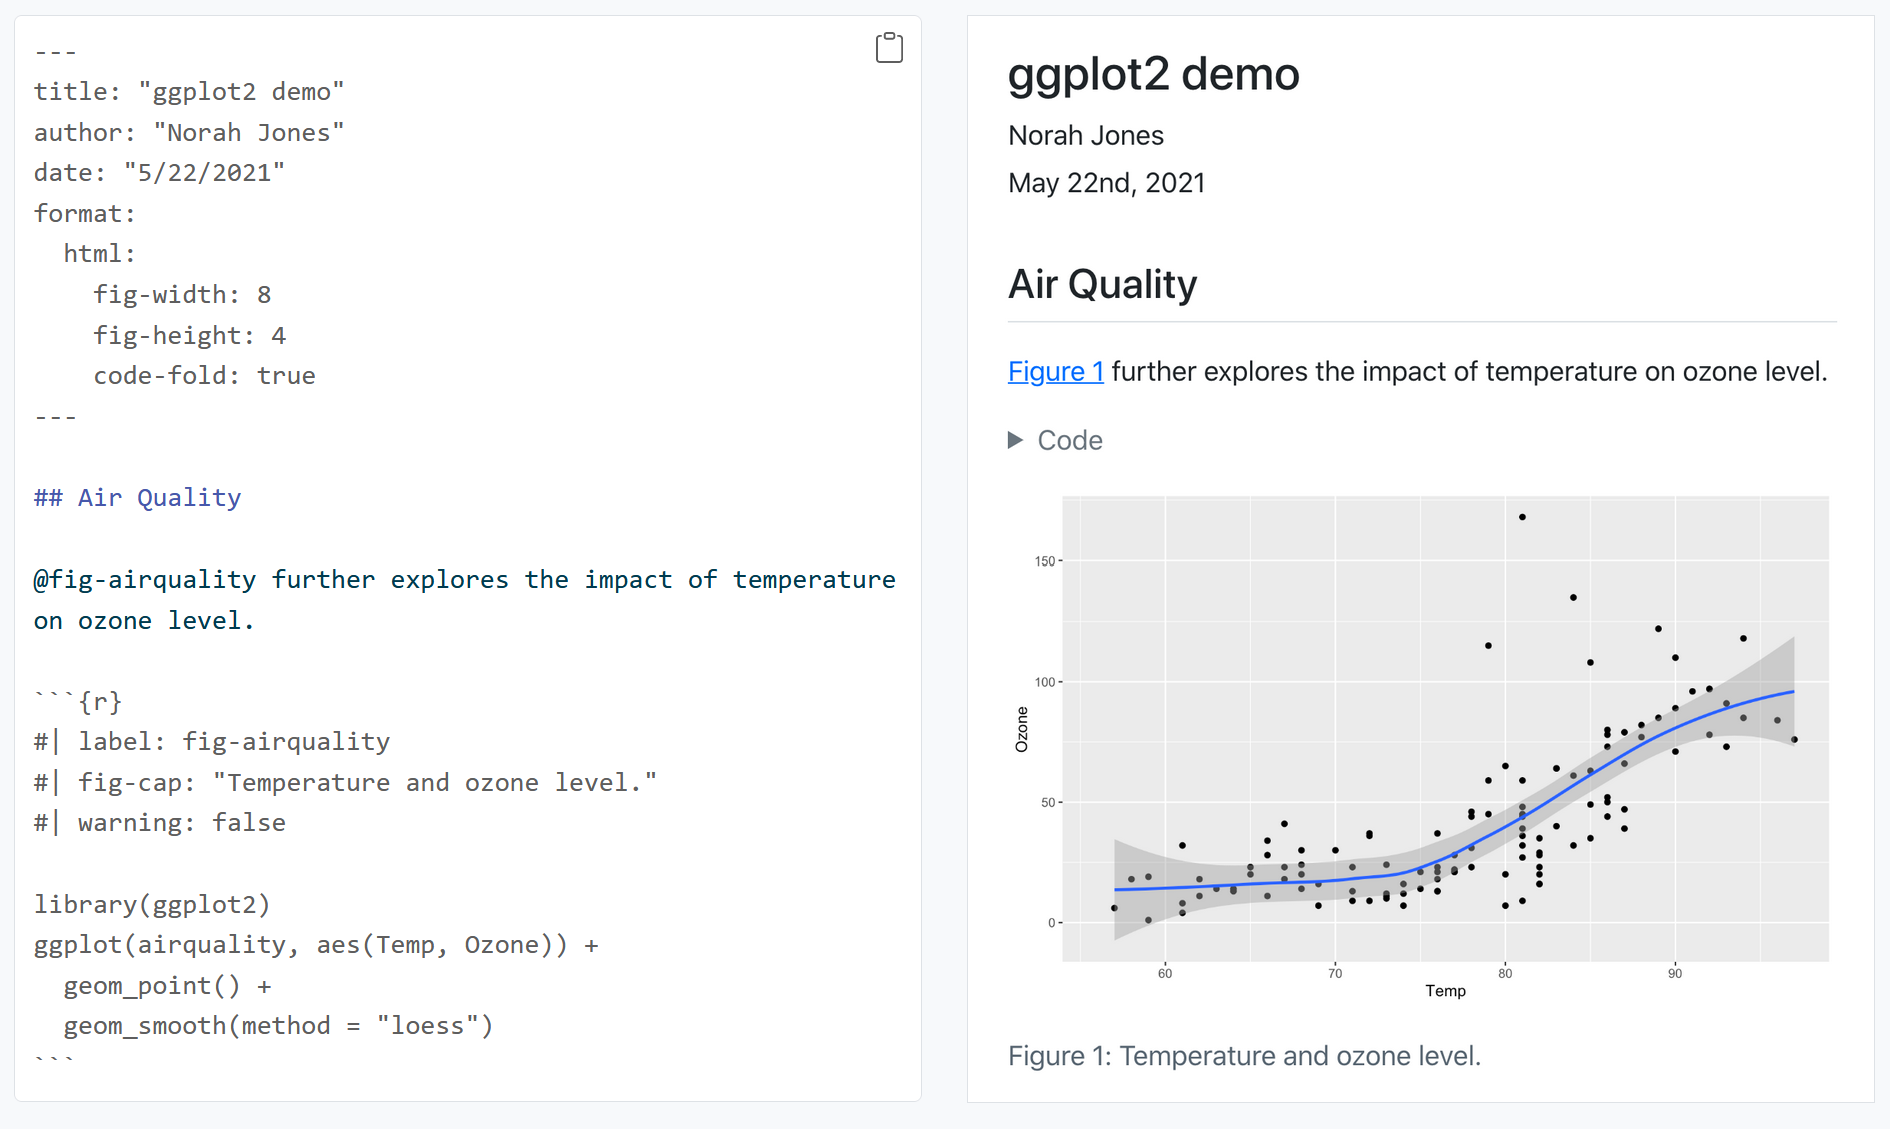 ---
title: "ggplot2 demo"
author: "Norah Jones"
date: "5/22/2021"
format:
  html:
    fig-width: 8
    fig-height: 4
    code-fold: true
---
## Air Quality
@fig-airquality further explores the impact of temperature
on ozone level.
```{r}
#| label: fig-airquality
#| fig-cap: "Temperature and ozone level."
#| warning: false
library(ggplot2)
ggplot(airquality, aes(Temp, Ozone)) +
  geom_point() +
  geom_smooth(method = "loess")
```
ggplot2 demo
Norah Jones
May 22nd, 2021
Air Quality
Figure 1 further explores the impact of temperature on ozone level.
Code
150
100
50
0
Ozone
60 70 80 90
Temp
Figure 1: Temperature and ozone level.